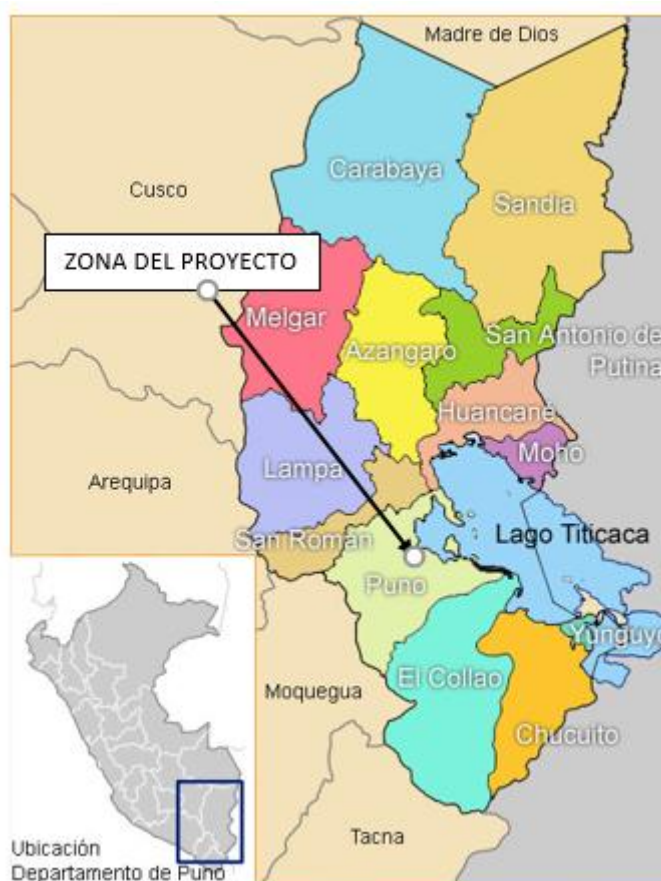 Madre de Dios
Carabaya
Cusco
Sandia
ZONA DEL PROYECTO
Melgar
Azangaro
San Antonio de
Putina
Huancané
Moho
Lampa
Arequipa
Lago Titicaca
San Román
Puno
Yunguyo
El Collao
Moquegua
Chucuito
Tacna
Ubicación
Departamento de Puno